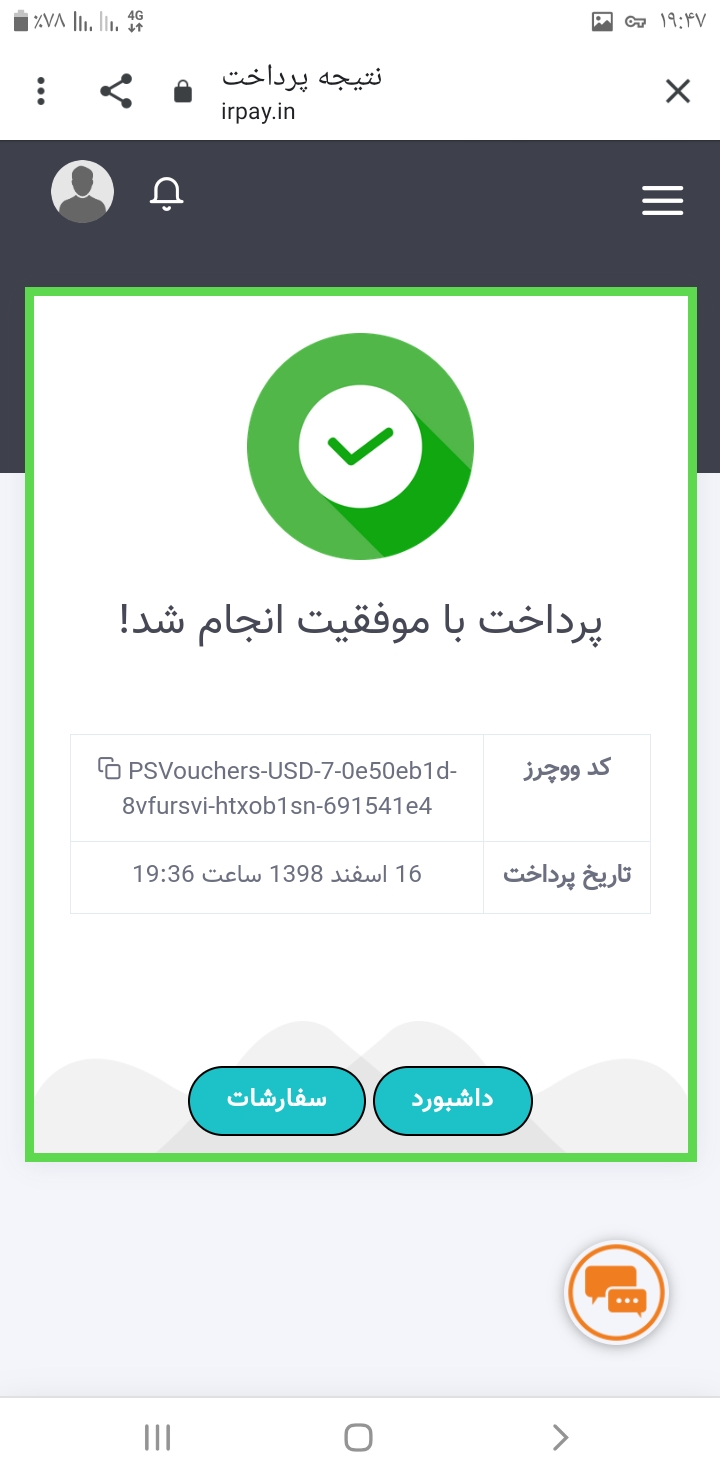 ۷۸٪ 4G ۱۹:۴۷
نتیجه پرداخت
irpay.in
پرداخت با موفقیت انجام شد!
کد ووچرز
PSVouchers-USD-7-0e50eb1d-
8vfursvi-htxob1sn-691541e4
تاریخ پرداخت
16 اسفند 1398 ساعت 19:36
داشبورد
سفارشات